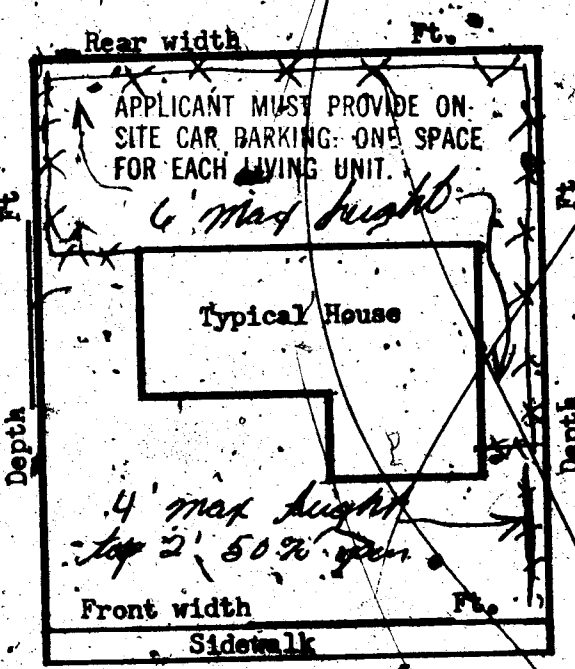 Rear width Ft.
APPLICANT MUST PROVIDE ON-
SITE CAR PARKING: ONE SPACE
FOR EACH LIVING UNIT.
6' max height
Ft
Ft
Typical House
Depth
Depth
4' max height
top 2' 50% open
Front width Ft.
Sidewalk